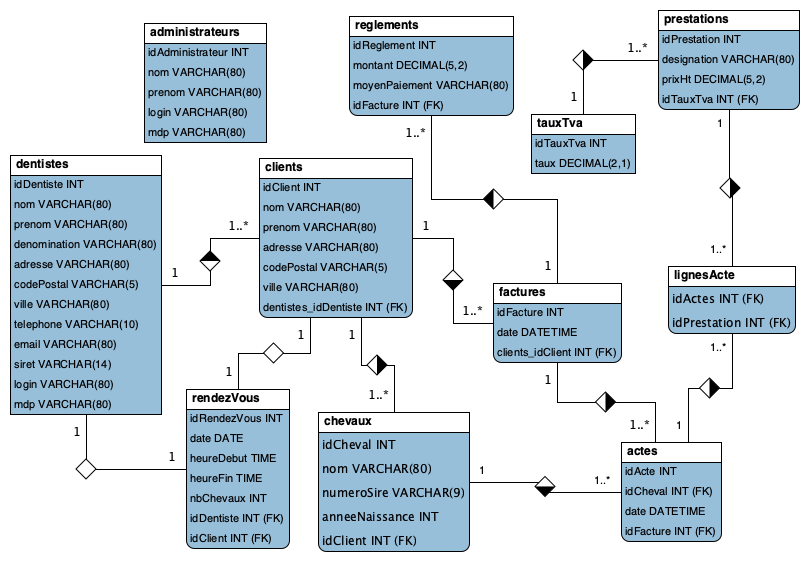 administrateurs
idAdministrateur INT
nom VARCHAR(80)
prenom VARCHAR(80)
login VARCHAR(80)
mdp VARCHAR(80)
reglements
idReglement INT
montant DECIMAL(5,2)
moyenPaiement VARCHAR(80)
idFacture INT (FK)
1..*
prestations
idPrestation INT
designation VARCHAR(80)
prixHt DECIMAL(5,2)
idTauxTva INT (FK)
1..*
1
1
tauxTva
idTauxTva INT
taux DECIMAL(2,1)
dentistes
idDentiste INT
nom VARCHAR(80)
prenom VARCHAR(80)
denomination VARCHAR(80)
adresse VARCHAR(80)
codePostal VARCHAR(5)
ville VARCHAR(80)
telephone VARCHAR(10)
email VARCHAR(80)
siret VARCHAR(14)
login VARCHAR(80)
mdp VARCHAR(80)
1..*
1
1
clients
idClient INT
nom VARCHAR(80)
prenom VARCHAR(80)
adresse VARCHAR(80)
codePostal VARCHAR(5)
ville VARCHAR(80)
dentistes_idDentiste INT (FK)
1
1..*
1
1
1
factures
idFacture INT
date DATETIME
clients_idClient INT (FK)
1
1..*
lignesActe
idActes INT (FK)
idPrestation INT (FK)
1..*
1..*
1
rendezVous
idRendezVous INT
date DATE
heureDebut TIME
heureFin TIME
nbChevaux INT
idDentiste INT (FK)
idClient INT (FK)
1
1
1..*
chevaux
idCheval INT
nom VARCHAR(80)
numeroSire VARCHAR(9)
anneeNaissance INT
idClient INT (FK)
1
1..*
1..*
1
actes
idActe INT
idCheval INT (FK)
date DATETIME
idFacture INT (FK)